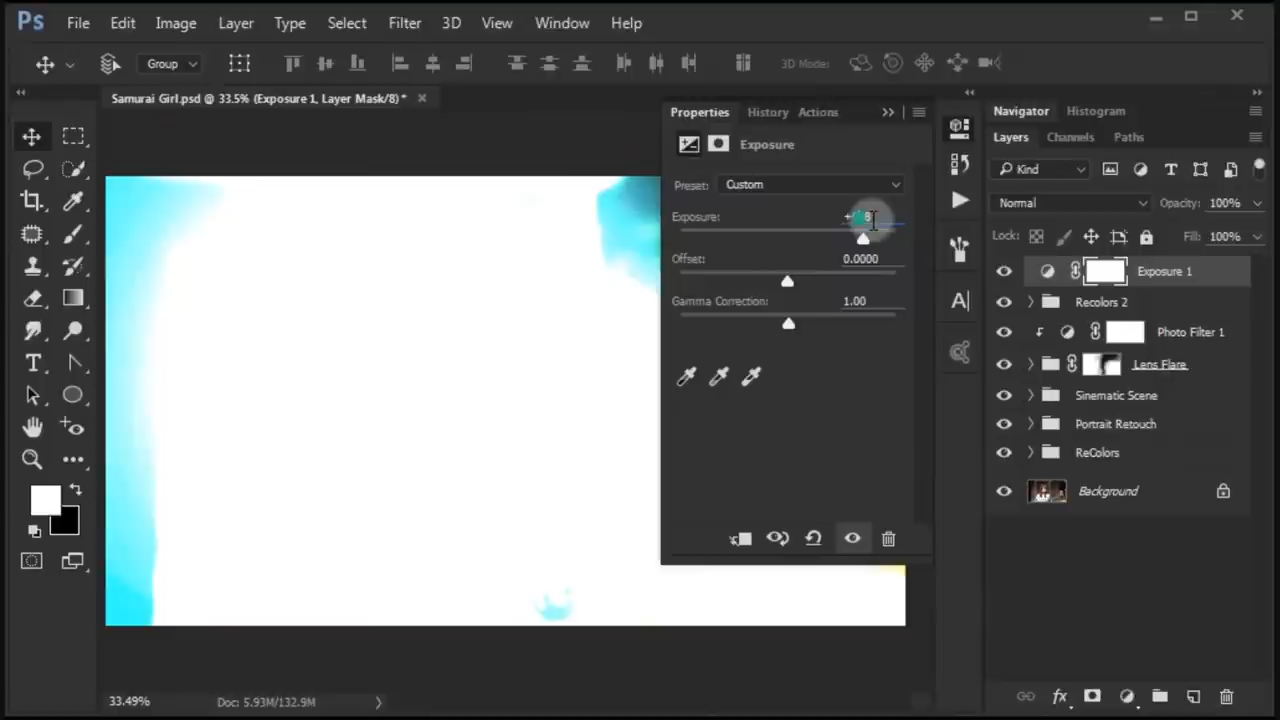 Ps File Edit Image Layer Type Select Filter 3D View Window Help
Group 3D Mode:
Samurai Girl.psd @ 33.5% (Exposure 1, Layer Mask/8)*
Properties History Actions
Exposure
Preset: Custom
Exposure:
Offset: 0.0000
Gamma Correction: 1.00
Navigator Histogram
Layers Channels Paths
Kind
Normal Opacity: 100%
Lock: Fill: 100%
Exposure 1
Recolors 2
Photo Filter 1
Lens Flare
Sinematic Scene
Portrait Retouch
ReColors
Background
33.49% Doc: 5.93M/132.9M